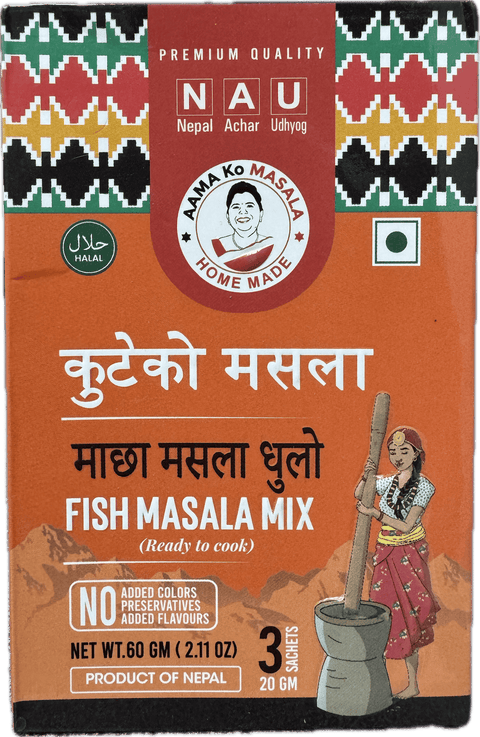 PREMIUM QUALITY
N A U
Nepal Achar Udhyog
AAMA Ko MASALA
HOME MADE
حلال
HALAL
कुटेको मसला
माछा मसला धुलो
FISH MASALA MIX
(Ready to cook)
NO ADDED COLORS
PRESERVATIVES
ADDED FLAVOURS
NET WT.60 GM ( 2.11 OZ)
3 SACHETS
20 GM
PRODUCT OF NEPAL